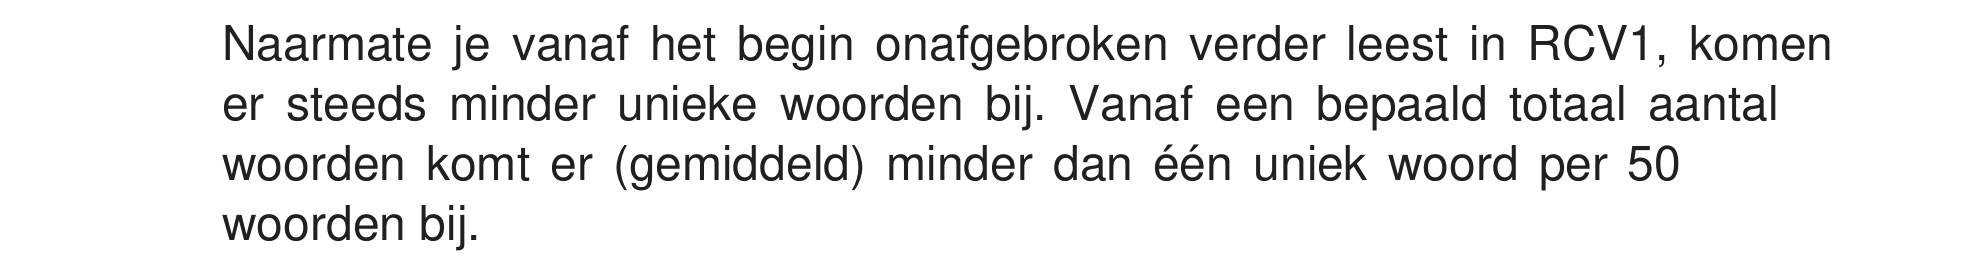 Naarmate je vanaf het begin onafgebroken verder leest in RCV1, komen
er steeds minder unieke woorden bij. Vanaf een bepaald totaal aantal
woorden komt er (gemiddeld) minder dan één uniek woord per 50
woorden bij.